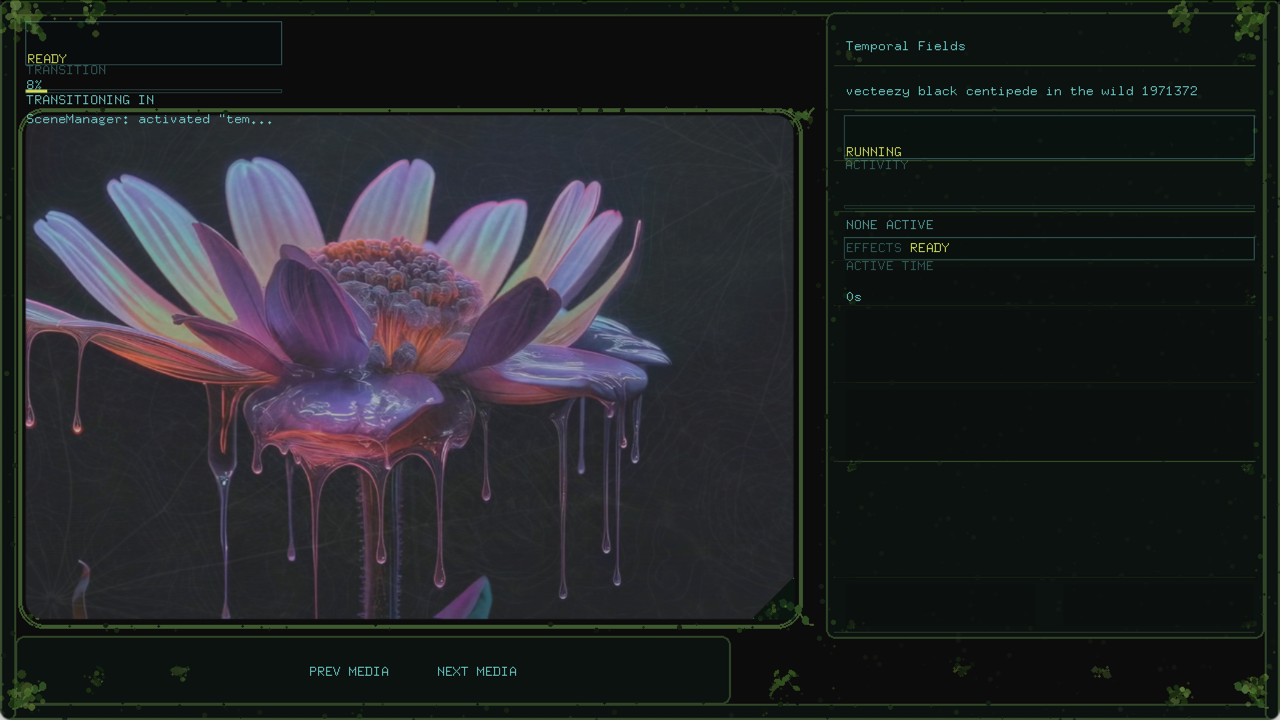 READY
TRANSITION
8%
TRANSITIONING IN
SceneManager: activated "tem...
Temporal Fields
vecteezy black centipede in the wild 1971372
RUNNING
ACTIVITY
NONE ACTIVE
EFFECTS READY
ACTIVE TIME
0s
PREV MEDIA NEXT MEDIA